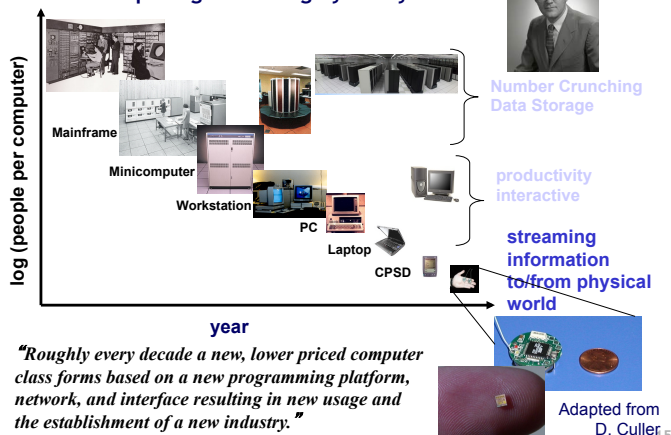 Number Crunching
Data Storage
Mainframe
Minicomputer
productivity
interactive
Workstation
PC
Laptop
CPSD
streaming
information
to/from physical
world
log (people per computer)
year
"Roughly every decade a new, lower priced computer
class forms based on a new programming platform,
network, and interface resulting in new usage and
the establishment of a new industry."
Adapted from
D. Culler